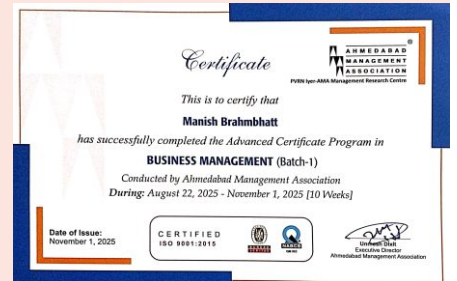 Certificate
AHMEDABAD
MANAGEMENT
ASSOCIATION
PVRN Iyer-AMA Management Research Centre
This is to certify that
Manish Brahmbhatt
has successfully completed the Advanced Certificate Program in
BUSINESS MANAGEMENT (Batch-1)
Conducted by Ahmedabad Management Association
During: August 22, 2025 - November 1, 2025 [10 Weeks]
Date of Issue:
November 1, 2025
CERTIFIED
ISO 9001:2015
NABCB
Unmesh Dixit
Executive Director
Ahmedabad Management Association